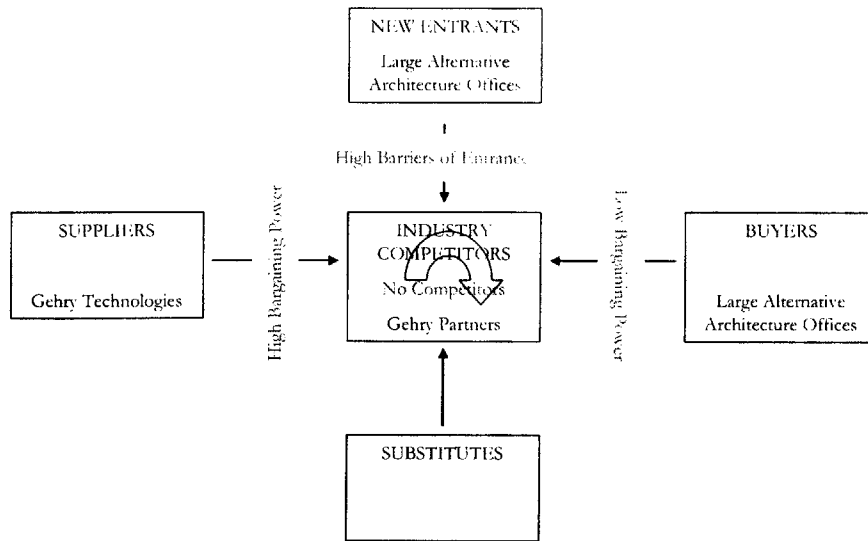 NEW ENTRANTS
Large Alternative
Architecture Offices
High Barriers of Entrance
SUPPLIERS
Gehry Technologies
High Bargaining Power
INDUSTRY
COMPETITORS
No Competitors
Gehry Partners
Low Bargaining Power
BUYERS
Large Alternative
Architecture Offices
SUBSTITUTES